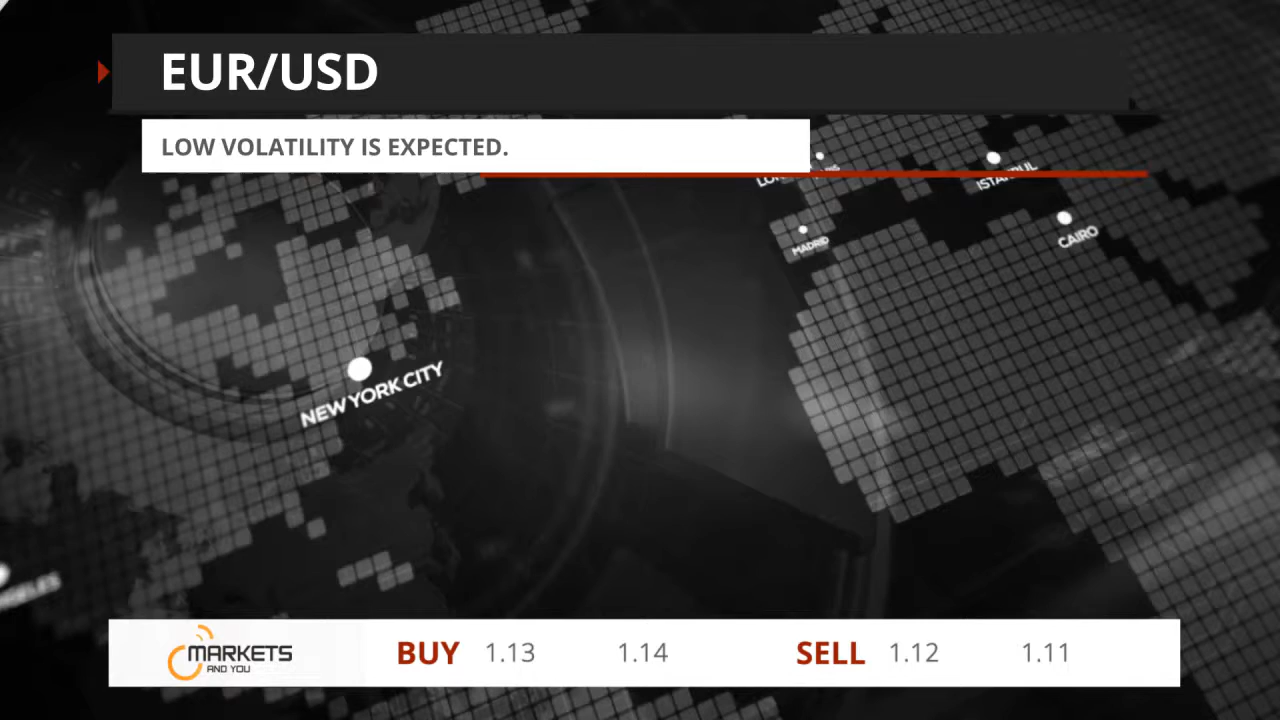 EUR/USD
LOW VOLATILITY IS EXPECTED.
ISTANBUL
MADRID
CAIRO
NEW YORK CITY
MARKETS
AND YOU
BUY 1.13 1.14 SELL 1.12 1.11